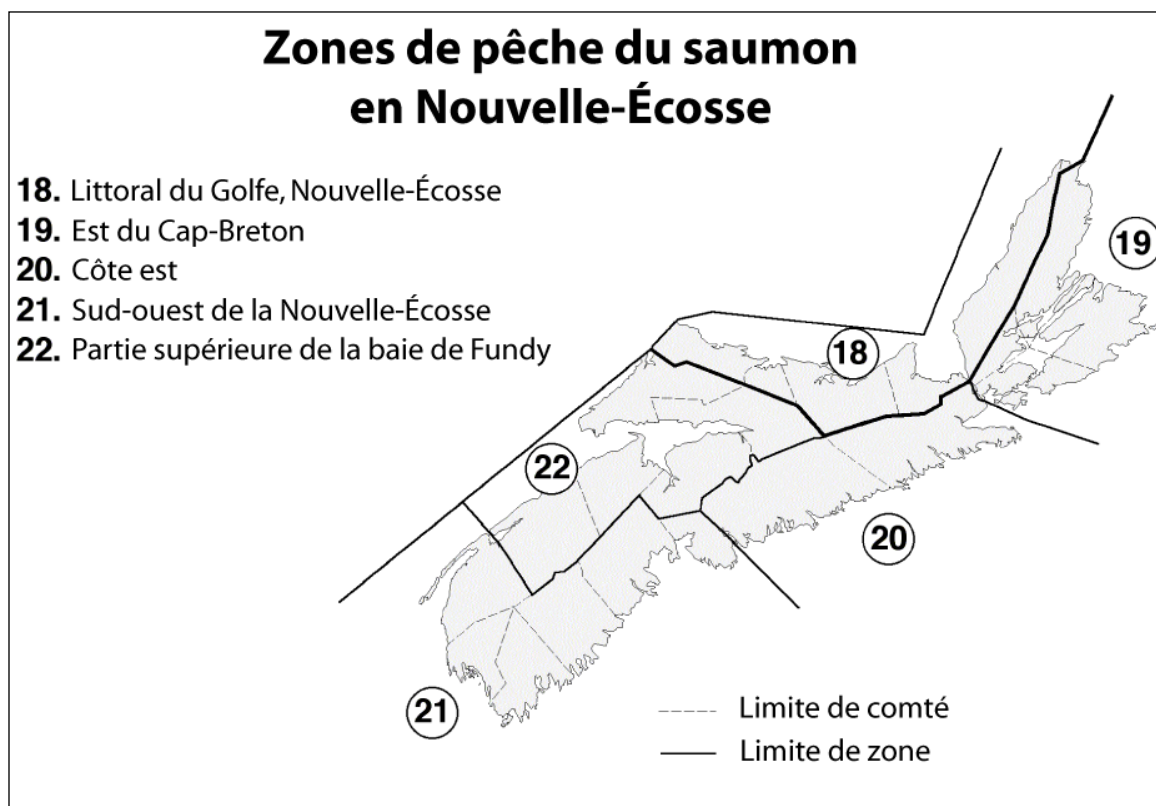 Zones de pêche du saumon
en Nouvelle-Écosse
18. Littoral du Golfe, Nouvelle-Écosse
19. Est du Cap-Breton
20. Côte est
21. Sud-ouest de la Nouvelle-Écosse
22. Partie supérieure de la baie de Fundy
19
18
22
20
21
Limite de comté
Limite de zone